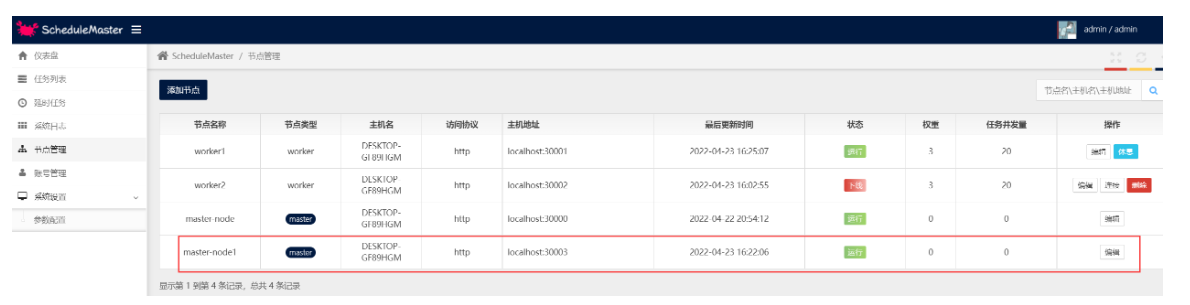 ScheduleMaster
admin / admin
仪表盘
ScheduleMaster / 节点管理
任务列表
添加节点
节点名\主机名\主机地址
延时任务
系统日志
节点管理
账号管理
系统设置
参数配置
节点名称 节点类型 主机名 访问协议 主机地址 最后更新时间 状态 权重 任务并发量 操作
worker1 worker DESKTOP-GF89HGM http localhost:30001 2022-04-23 16:25:07 运行 3 20 编辑 休息
worker2 worker DESKTOP-GF89HGM http localhost:30002 2022-04-23 16:02:55 下线 3 20 编辑 连接 删除
master-node master DESKTOP-GF89HGM http localhost:30000 2022-04-22 20:54:12 运行 0 0 编辑
master-node1 master DESKTOP-GF89HGM http localhost:30003 2022-04-23 16:22:06 运行 0 0 编辑
显示第 1 到第 4 条记录，总共 4 条记录